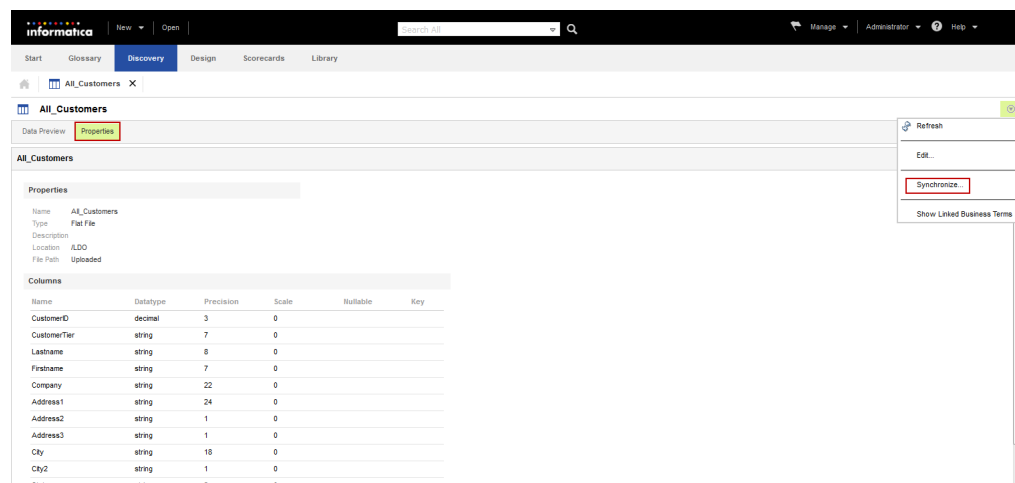 informatica New Open Search All Manage Administrator ? Help
Start Glossary Discovery Design Scorecards Library
All_Customers X
All_Customers
Data Preview Properties
Refresh
Edit...
Synchronize...
Show Linked Business Terms
All_Customers
Properties
Name All_Customers
Type Flat File
Description
Location /LDO
File Path Uploaded
Columns
Name Datatype Precision Scale Nullable Key
CustomerID decimal 3 0
CustomerTier string 7 0
Lastname string 8 0
Firstname string 7 0
Company string 22 0
Address1 string 24 0
Address2 string 1 0
Address3 string 1 0
City string 18 0
City2 string 1 0